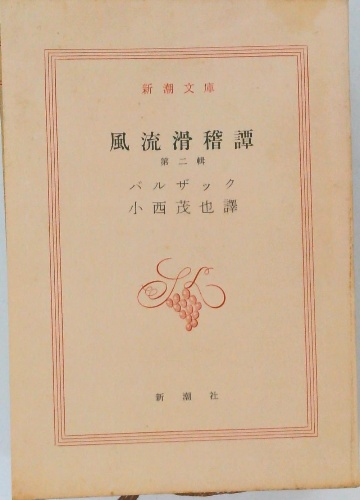 新潮文庫
風流滑稽譚
第二輯
バルザック
小西茂也譯
新潮社